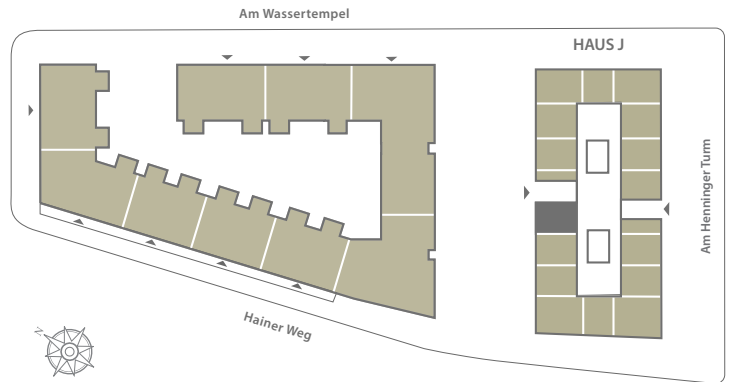 Am Wassertempel
HAUS J
Am Henninger Turm
Hainer Weg
N